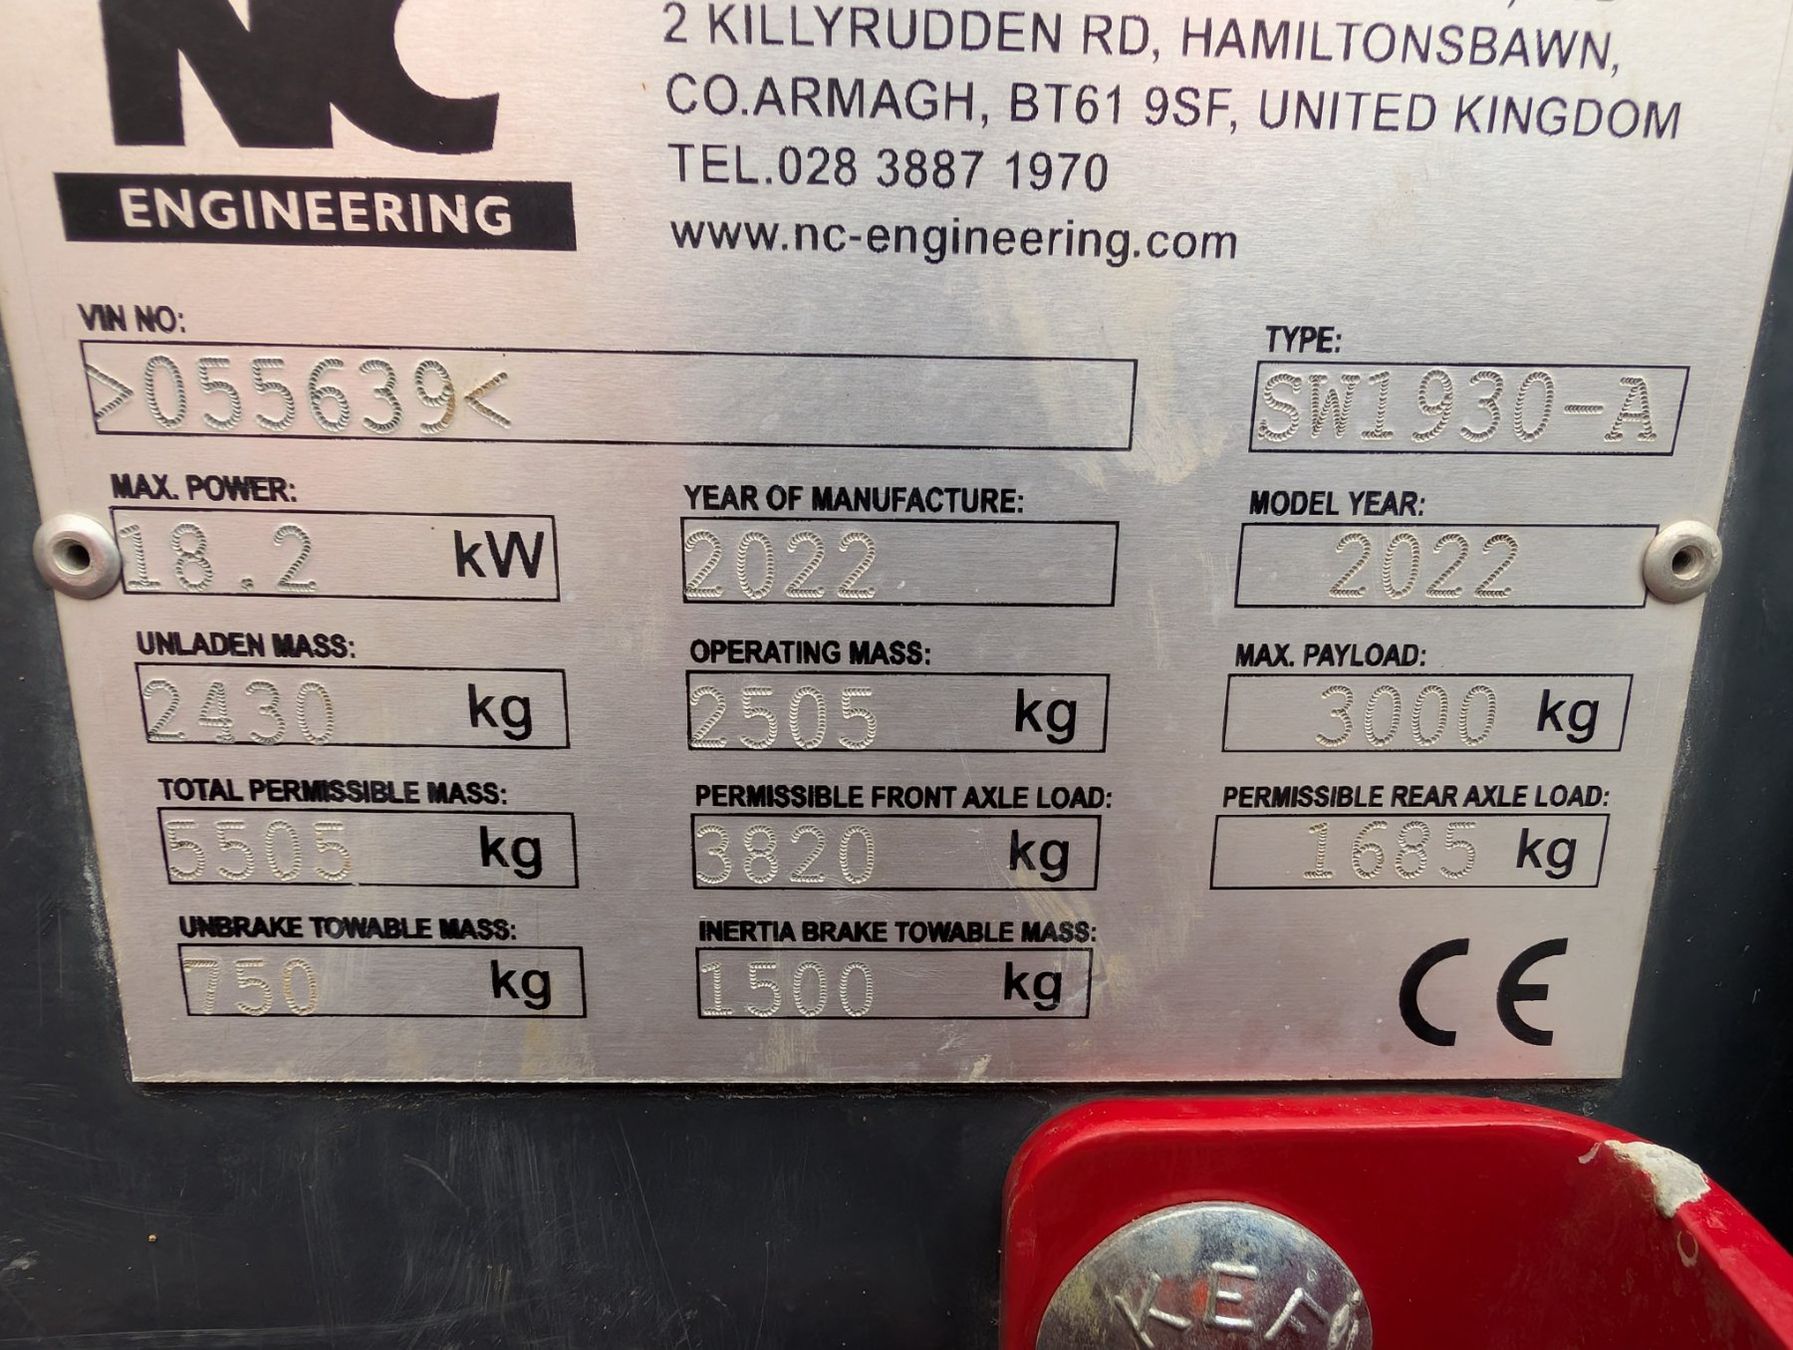 NC
ENGINEERING
2 KILLYRUDDEN RD, HAMILTONSBAWN,
CO.ARMAGH, BT61 9SF, UNITED KINGDOM
TEL.028 3887 1970
www.nc-engineering.com
VIN NO:
>055639<
TYPE:
SW1930-A
MAX. POWER:
18.2 kW
YEAR OF MANUFACTURE:
2022
MODEL YEAR:
2022
UNLADEN MASS:
2430 kg
OPERATING MASS:
2505 kg
MAX. PAYLOAD:
3000 kg
TOTAL PERMISSIBLE MASS:
5505 kg
PERMISSIBLE FRONT AXLE LOAD:
3820 kg
PERMISSIBLE REAR AXLE LOAD:
1685 kg
UNBRAKE TOWABLE MASS:
750 kg
INERTIA BRAKE TOWABLE MASS:
1500 kg
CE